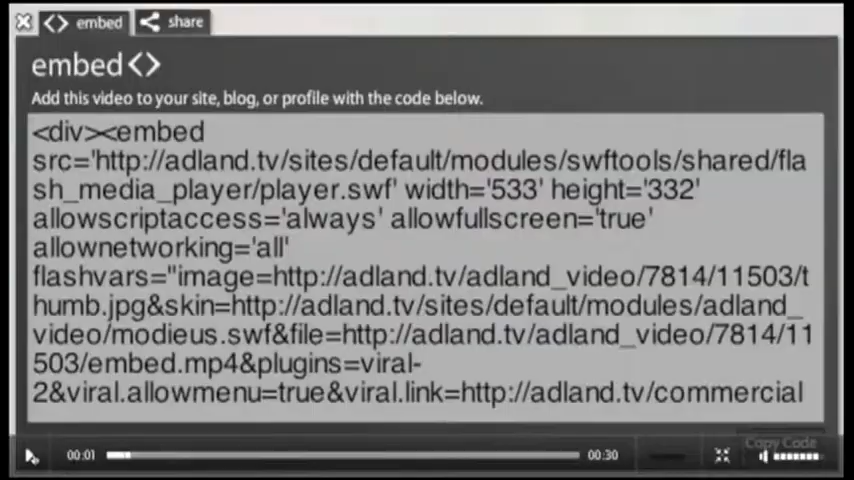 embed
share
embed<>
Add this video to your site, blog, or profile with the code below.
<div><embed
src='http://adland.tv/sites/default/modules/swftools/shared/fla
sh_media_player/player.swf' width='533' height='332'
allowscriptaccess='always' allowfullscreen='true'
allownetworking='all'
flashvars="image=http://adland.tv/adland_video/7814/11503/t
humb.jpg&skin=http://adland.tv/sites/default/modules/adland_
video/modieus.swf&file=http://adland.tv/adland_video/7814/11
503/embed.mp4&plugins=viral-
2&viral.allowmenu=true&viral.link=http://adland.tv/commercial
Copy Code
00:01
00:30